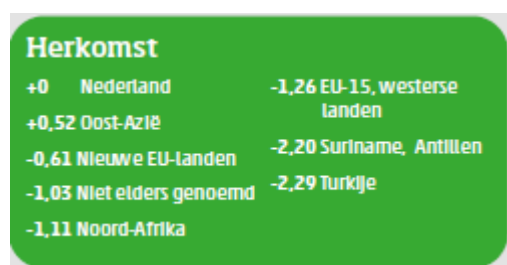 Herkomst
+0 Nederland
+0,52 Oost-Azië
-0,61 Nieuwe EU-landen
-1,03 Niet elders genoemd
-1,11 Noord-Afrika
-1,26 EU-15, westerse
landen
-2,20 Suriname, Antillen
-2,29 Turkije